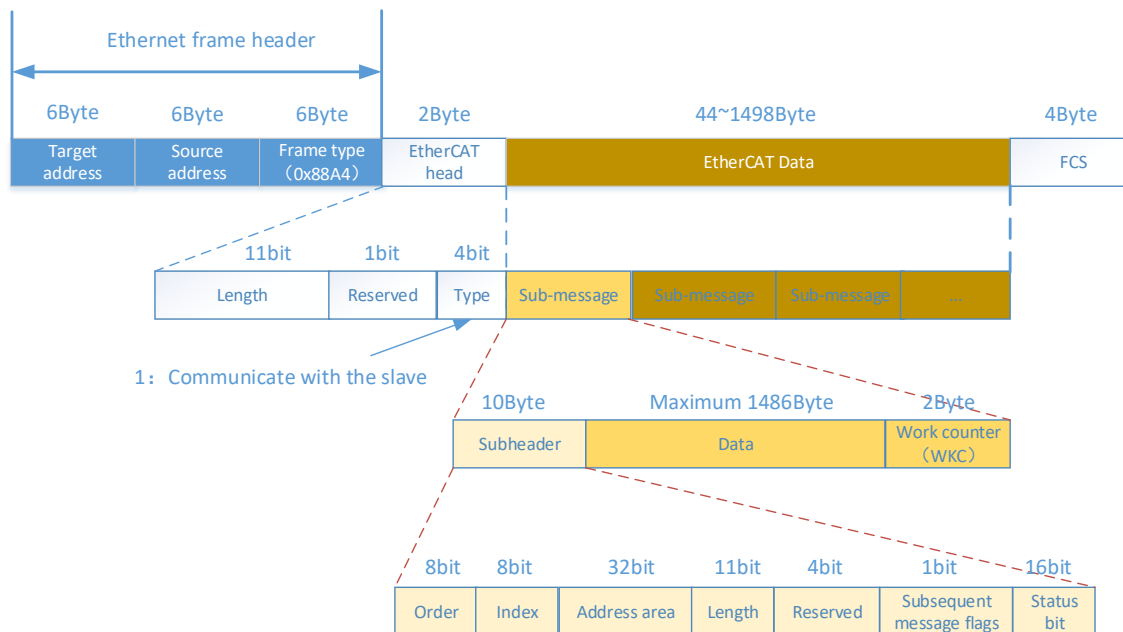 Ethernet frame header
6Byte 6Byte 6Byte 2Byte 44~1498Byte 4Byte
Target address
Source address
Frame type (0x88A4)
EtherCAT head
EtherCAT Data
FCS
11bit 1bit 4bit
Length Reserved Type Sub-message Sub-message Sub-message ...
1: Communicate with the slave
10Byte Maximum 1486Byte 2Byte
Subheader
Data
Work counter (WKC)
8bit 8bit 32bit 11bit 4bit 1bit 16bit
Order
Index
Address area
Length
Reserved
Subsequent message flags
Status bit